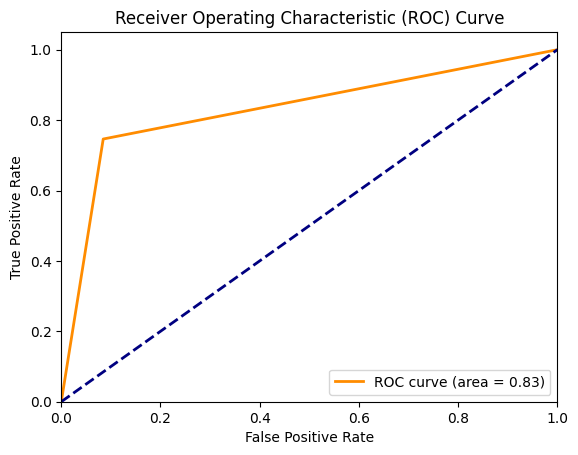 Receiver Operating Characteristic (ROC) Curve
1.0
0.8
0.6
0.4
0.2
0.0
True Positive Rate
ROC curve (area = 0.83)
0.0 0.2 0.4 0.6 0.8 1.0
False Positive Rate